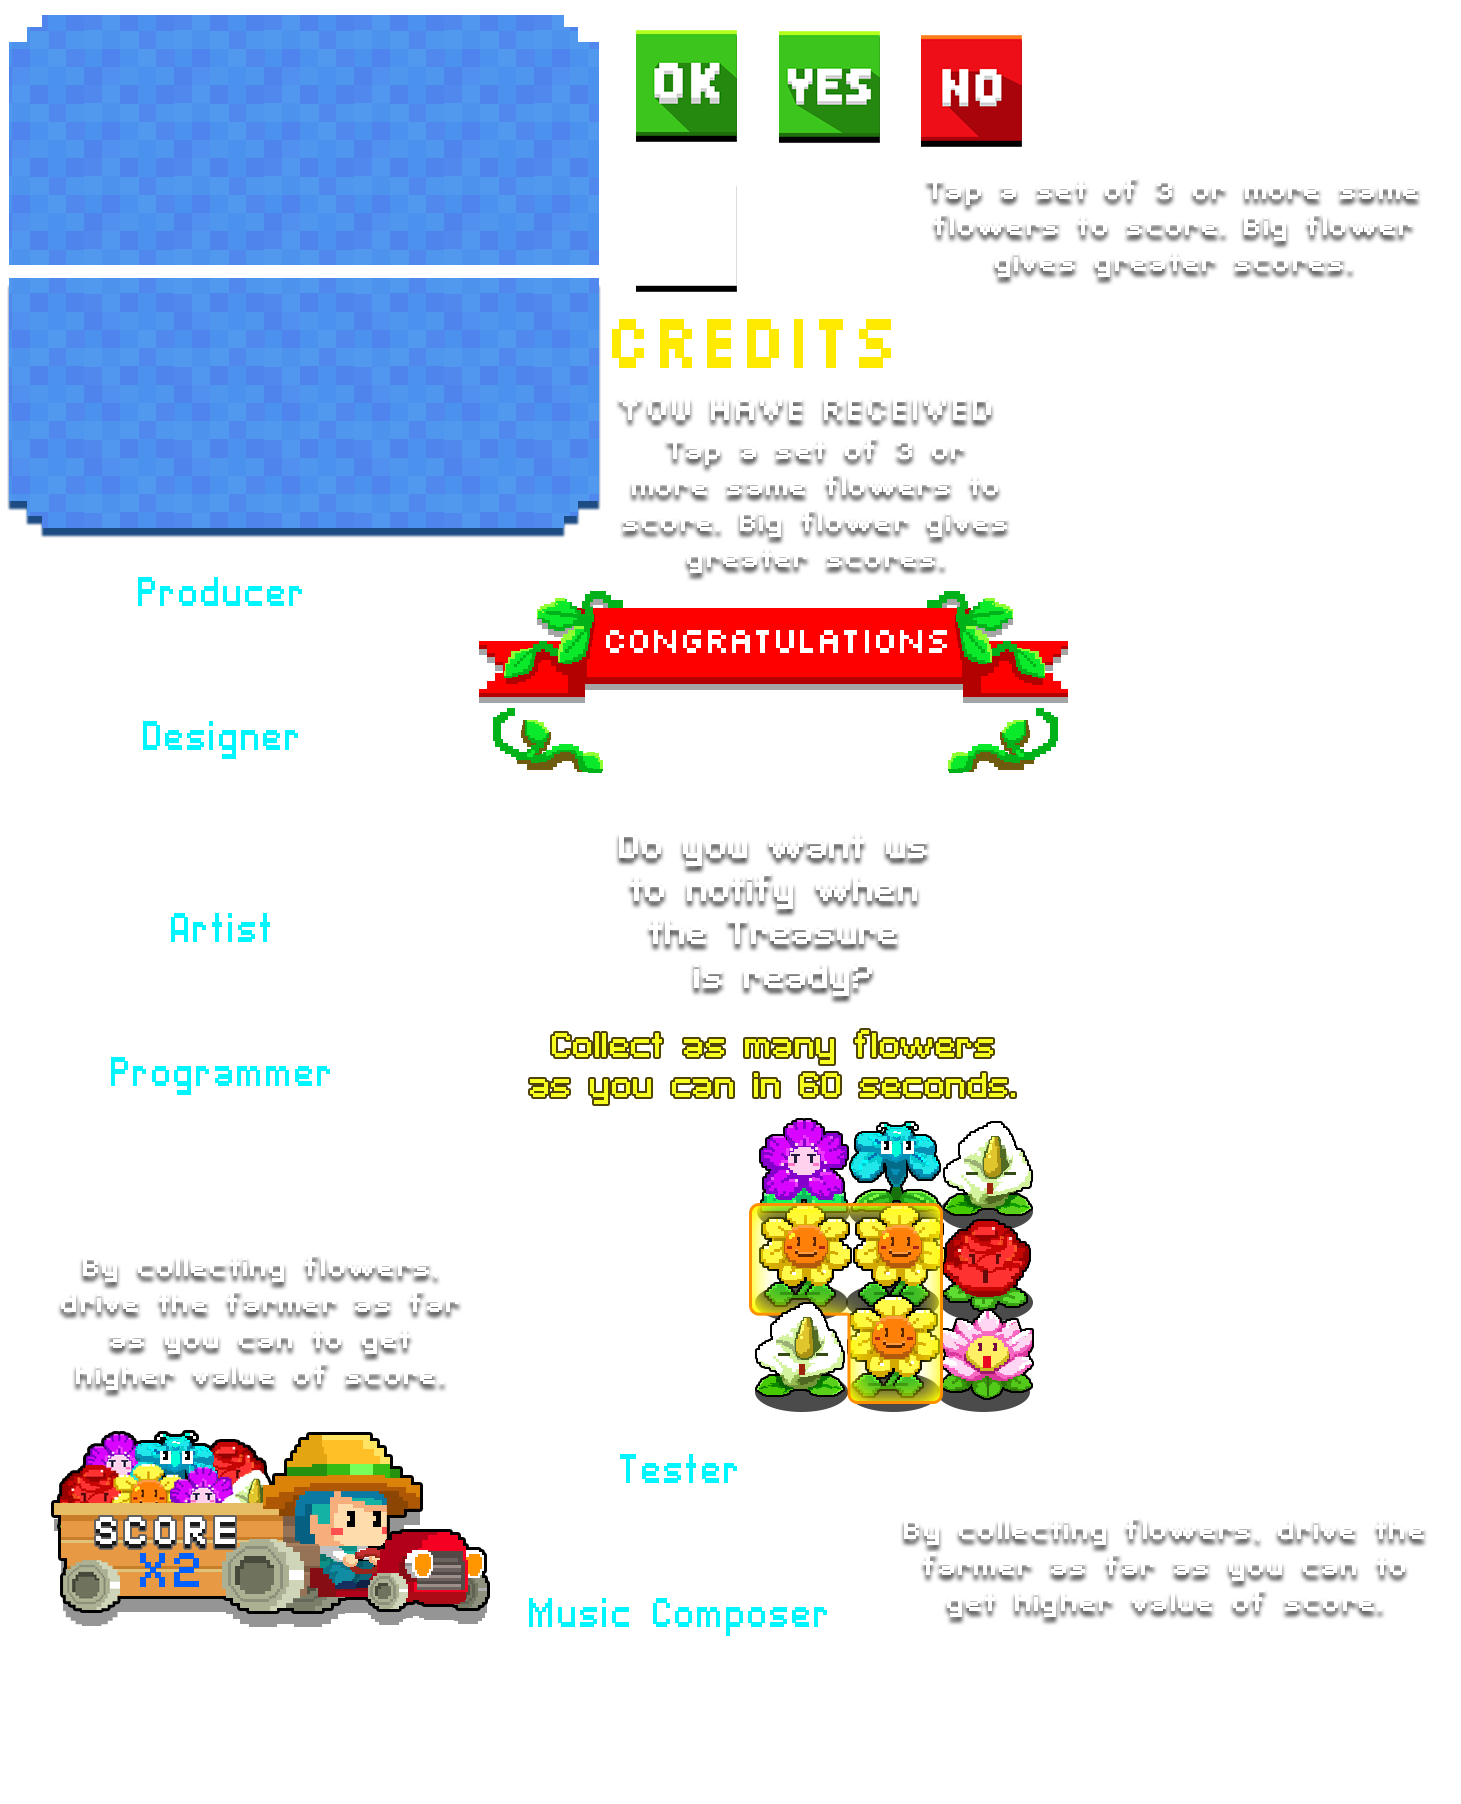 OK
YES
NO
Tap a set of 3 or more same
flowers to score. Big flower
gives greater scores.
CREDITS
YOU HAVE RECEIVED
Tap a set of 3 or
more same flowers to
score. Big flower gives
greater scores.
Producer
CONGRATULATIONS
Designer
Do you want us
to notify when
the Treasure
is ready?
Artist
Collect as many flowers
as you can in 60 seconds.
Programmer
By collecting flowers,
drive the farmer as far
as you can to get
higher value of score.
SCORE
X2
Tester
By collecting flowers, drive the
farmer as far as you can to
get higher value of score.
Music Composer